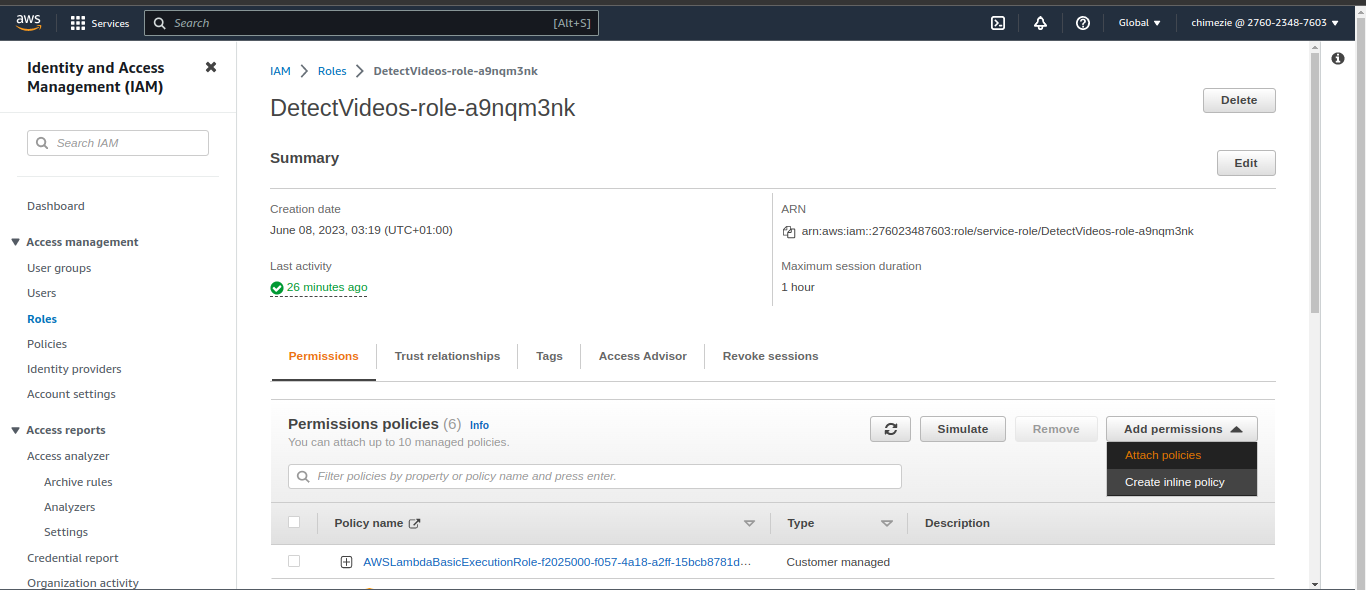 aws
Services
Search
[Alt+S]
Global
chimezie @ 2760-2348-7603
Identity and Access
Management (IAM)
Search IAM
Dashboard
Access management
User groups
Users
Roles
Policies
Identity providers
Account settings
Access reports
Access analyzer
Archive rules
Analyzers
Settings
Credential report
Organization activity
IAM
Roles
DetectVideos-role-a9nqm3nk
DetectVideos-role-a9nqm3nk
Delete
Summary
Edit
Creation date
June 08, 2023, 03:19 (UTC+01:00)
ARN
arn:aws:iam::276023487603:role/service-role/DetectVideos-role-a9nqm3nk
Last activity
26 minutes ago
Maximum session duration
1 hour
Permissions
Trust relationships
Tags
Access Advisor
Revoke sessions
Permissions policies (6) Info
You can attach up to 10 managed policies.
Simulate
Remove
Add permissions
Attach policies
Create inline policy
Filter policies by property or policy name and press enter.
Policy name
Type
Description
AWSLambdaBasicExecutionRole-f2025000-f057-4a18-a2ff-15bcb8781d…
Customer managed